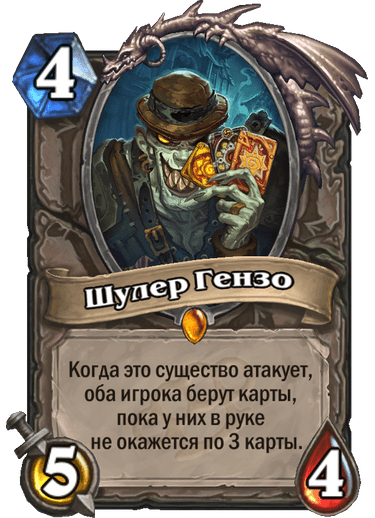 4
Шулер Гензо
Когда это существо атакует,
оба игрока берут карты,
пока у них в руке
не окажется по 3 карты.
5
4